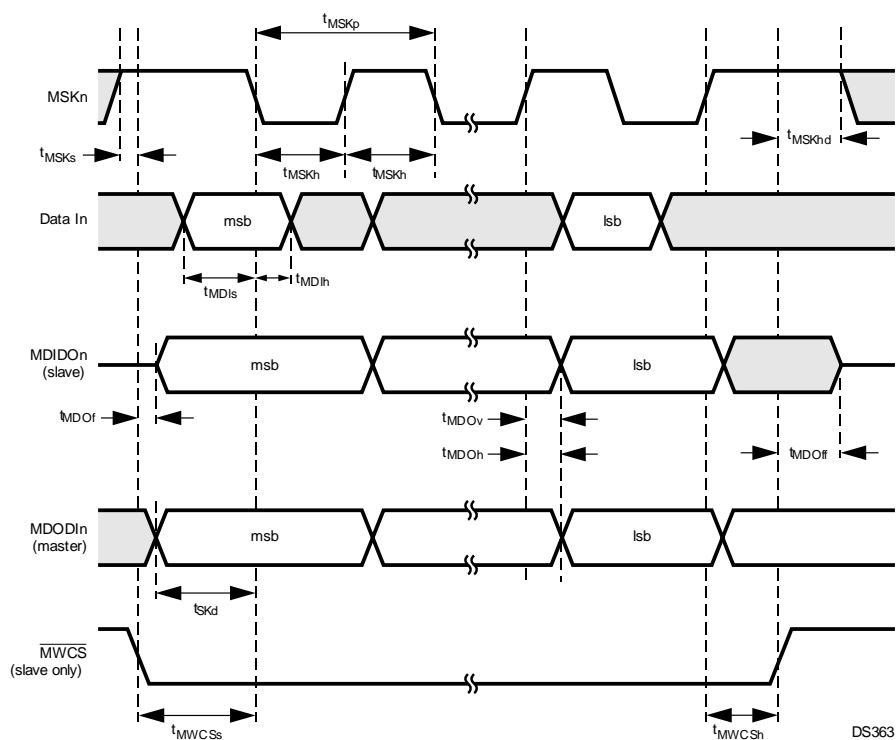 tMSKp
MSKn
tMSKs
tMSKh
tMSKh
tMSKhd
Data In
msb
lsb
tMDIs
tMDIh
MDIDOn
(slave)
msb
lsb
tMDOf
tMDOv
tMDOh
tMDOff
MDODIn
(master)
msb
lsb
tSKd
MWCS
(slave only)
tMWCSs
tMWCSh
DS363